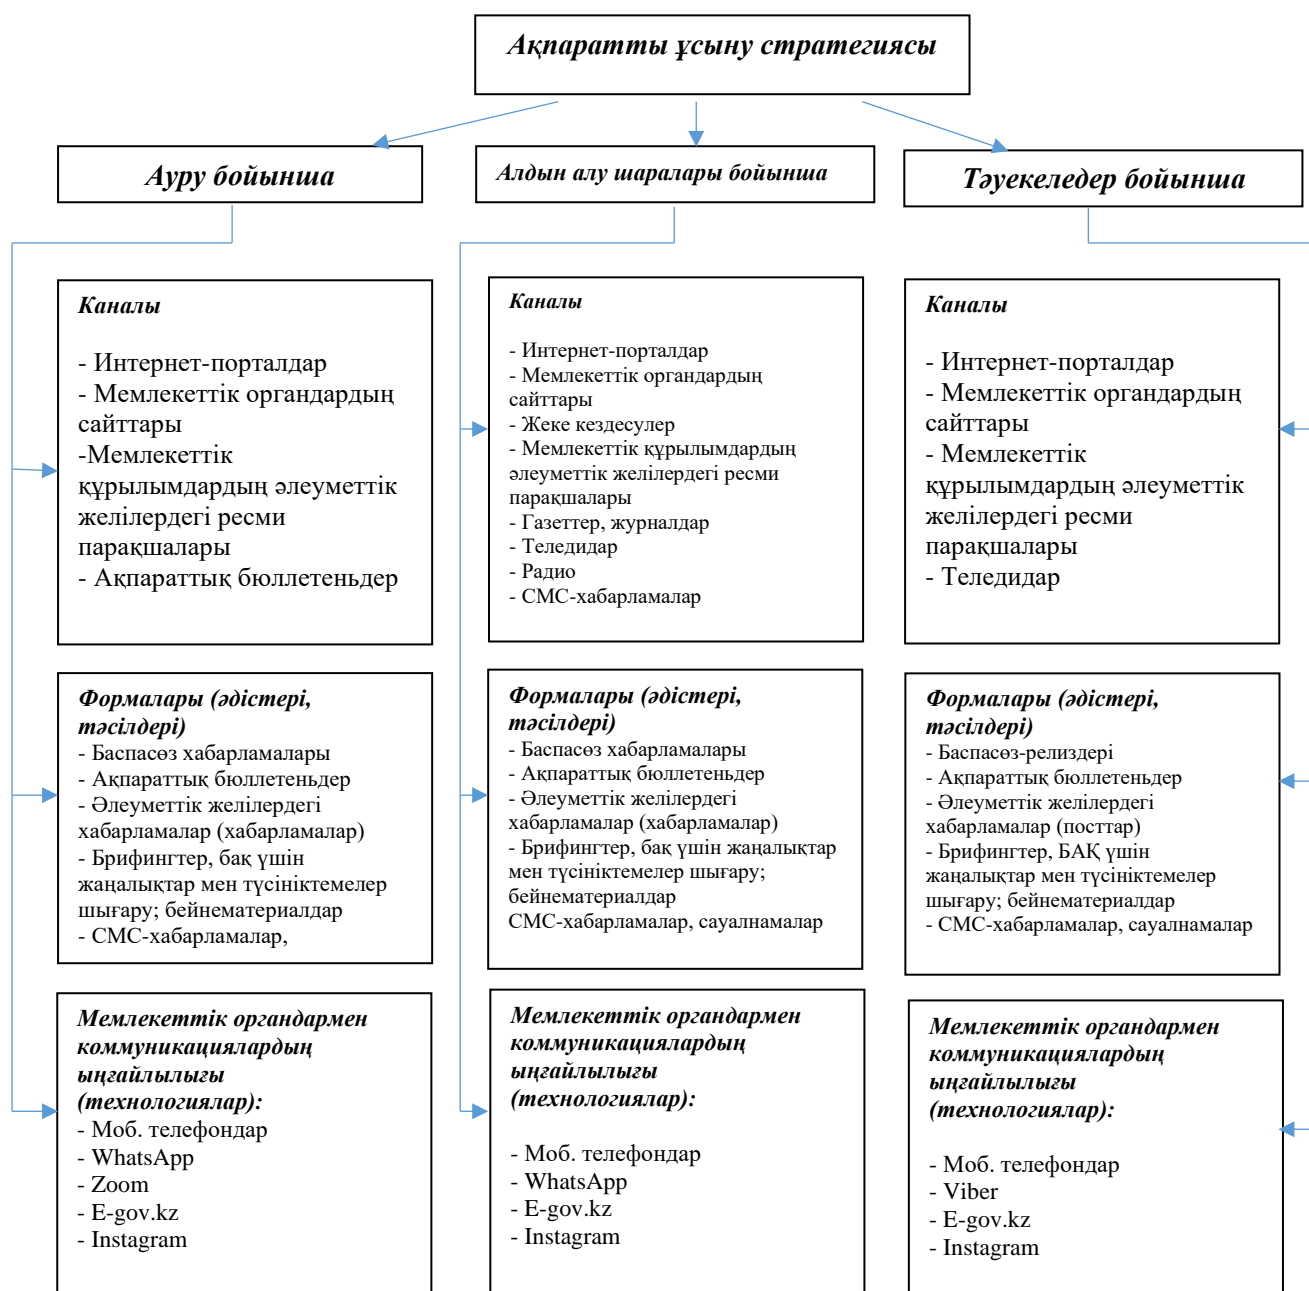 Ақпаратты ұсыну стратегиясы
Ауру бойынша
Алдын алу шаралары бойынша
Тәуекеледер бойынша
Каналы
- Интернет-порталдар
- Мемлекеттік органдардың
сайттары
-Мемлекеттік
құрылымдардың әлеуметтік
желілердегі ресми
парақшалары
- Ақпараттық бюллетеньдер
Каналы
- Интернет-порталдар
- Мемлекеттік органдардың
сайттары
- Жеке кездесулер
- Мемлекеттік құрылымдардың
әлеуметтік желілердегі ресми
парақшалары
- Газеттер, журналдар
- Теледидар
- Радио
- СМС-хабарламалар
Каналы
- Интернет-порталдар
- Мемлекеттік органдардың
сайттары
- Мемлекеттік
құрылымдардың әлеуметтік
желілердегі ресми
парақшалары
- Теледидар
Формалары (әдістері,
тәсілдері)
- Баспасөз хабарламалары
- Ақпараттық бюллетеньдер
- Әлеуметтік желілердегі
хабарламалар (хабарламалар)
- Брифингтер, бақ үшін
жаңалықтар мен түсініктемелер
шығару; бейнематериалдар
- СМС-хабарламалар,
Формалары (әдістері,
тәсілдері)
- Баспасөз хабарламалары
- Ақпараттық бюллетеньдер
- Әлеуметтік желілердегі
хабарламалар (хабарламалар)
- Брифингтер, бақ үшін жаңалықтар
мен түсініктемелер шығару;
бейнематериалдар
СМС-хабарламалар, сауалнамалар
Формалары (әдістері,
тәсілдері)
- Баспасөз-релиздері
- Ақпараттық бюллетеньдер
- Әлеуметтік желілердегі
хабарламалар (посттар)
- Брифингтер, БАҚ үшін
жаңалықтар мен түсініктемелер
шығару; бейнематериалдар
- СМС-хабарламалар, сауалнамалар
Мемлекеттік органдармен
коммуникациялардың
ыңғайлылығы
(технологиялар):
- Моб. телефондар
- WhatsApp
- Zoom
- E-gov.kz
- Instagram
Мемлекеттік органдармен
коммуникациялардың
ыңғайлылығы
(технологиялар):
- Моб. телефондар
- WhatsApp
- E-gov.kz
- Instagram
Мемлекеттік органдармен
коммуникациялардың
ыңғайлылығы
(технологиялар):
- Моб. телефондар
- Viber
- E-gov.kz
- Instagram